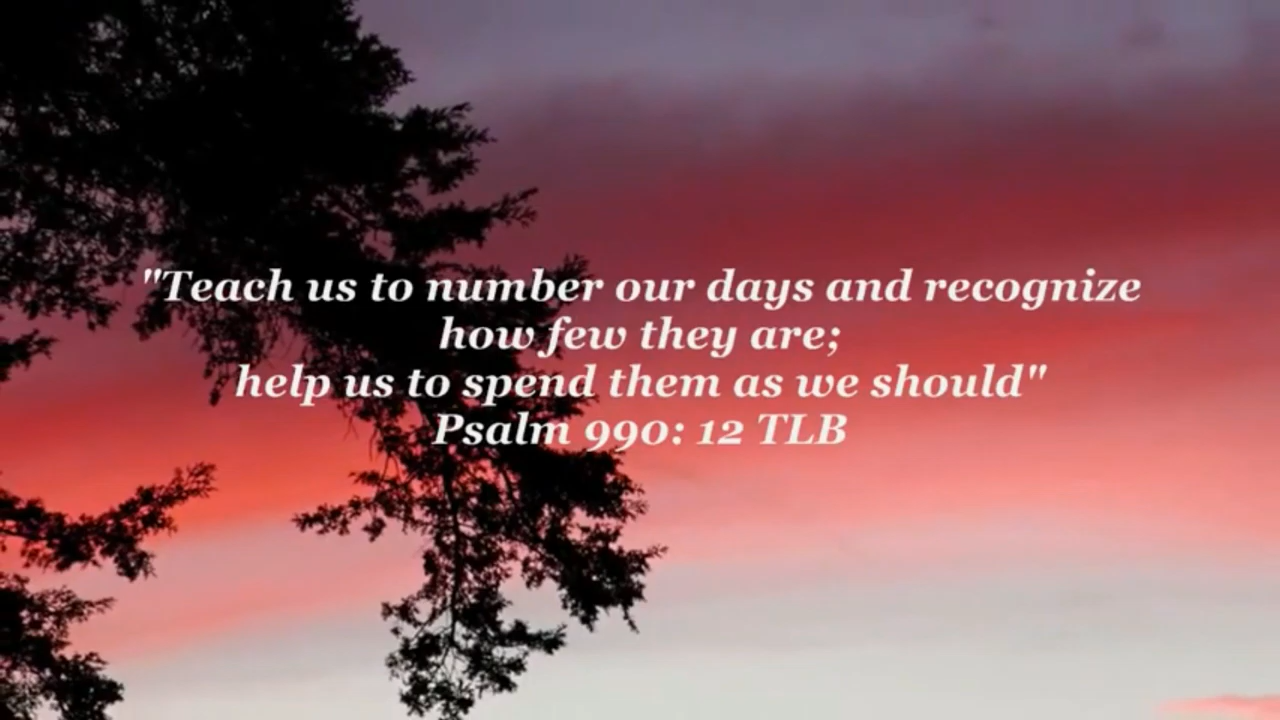 "Teach us to number our days and recognize
how few they are;
help us to spend them as we should"
Psalm 990: 12 TLB